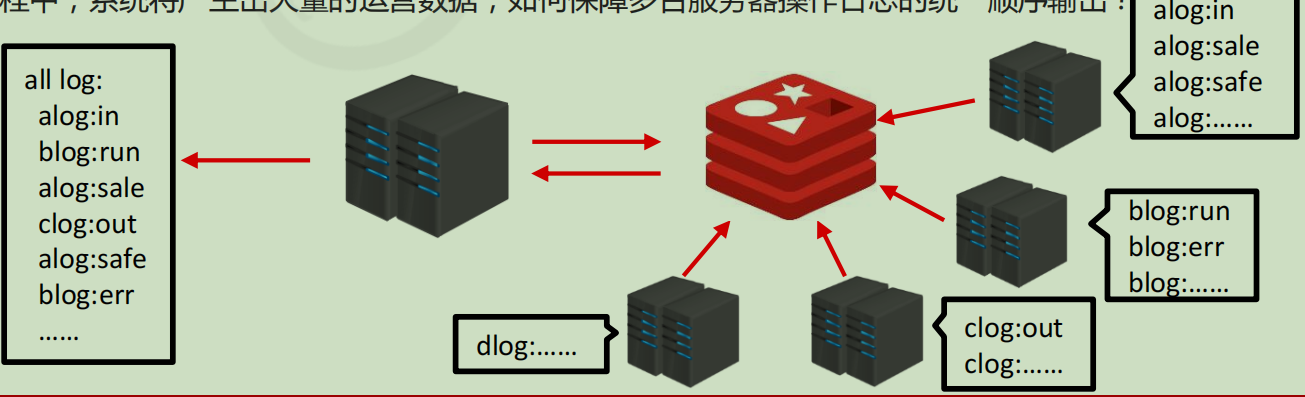 程中，系统将产生出大量的运营数据，如何保障多台服务器操作日志的统一顺序输出？
all log:
alog:in
blog:run
alog:sale
clog:out
alog:safe
blog:err
……
alog:in
alog:sale
alog:safe
alog:……
blog:run
blog:err
blog:……
dlog:……
clog:out
clog:……